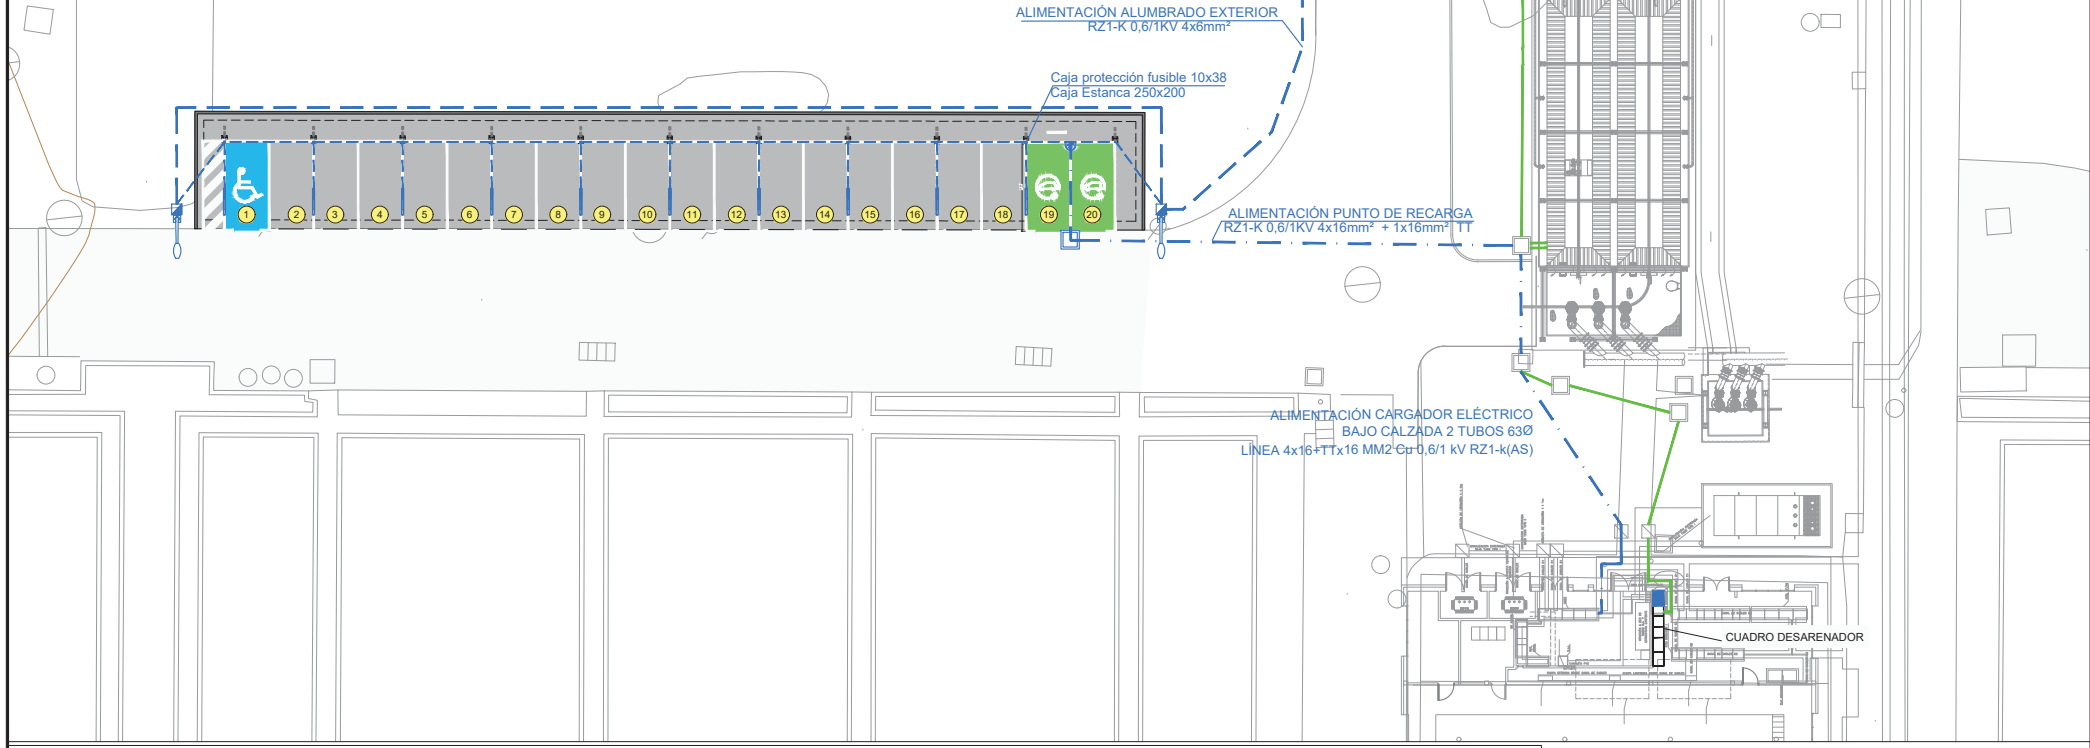 ALIMENTACIÓN ALUMBRADO EXTERIOR
RZ1-K 0,6/1KV 4x6mm²
Caja protección fusible 10x38
Caja Estanca 250x200
1
2
3
4
5
6
7
8
9
10
11
12
13
14
15
16
17
18
19
20
ALIMENTACIÓN PUNTO DE RECARGA
RZ1-K 0,6/1KV 4x16mm² + 1x16mm² TT
ALIMENTACIÓN CARGADOR ELÉCTRICO
BAJO CALZADA 2 TUBOS 63Ø
LÍNEA 4x16+TTx16 MM2 Cu 0,6/1 kV RZ1-k(AS)
CUADRO DESARENADOR